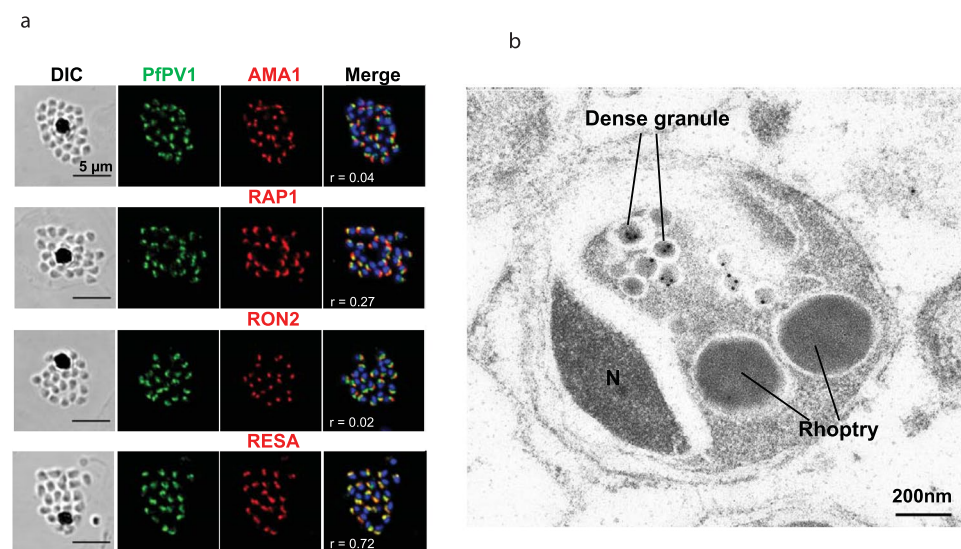 a
DIC PfPV1 AMA1 Merge
5 µm
r = 0.04
RAP1
r = 0.27
RON2
r = 0.02
RESA
r = 0.72
b
Dense granule
N
Rhoptry
200nm